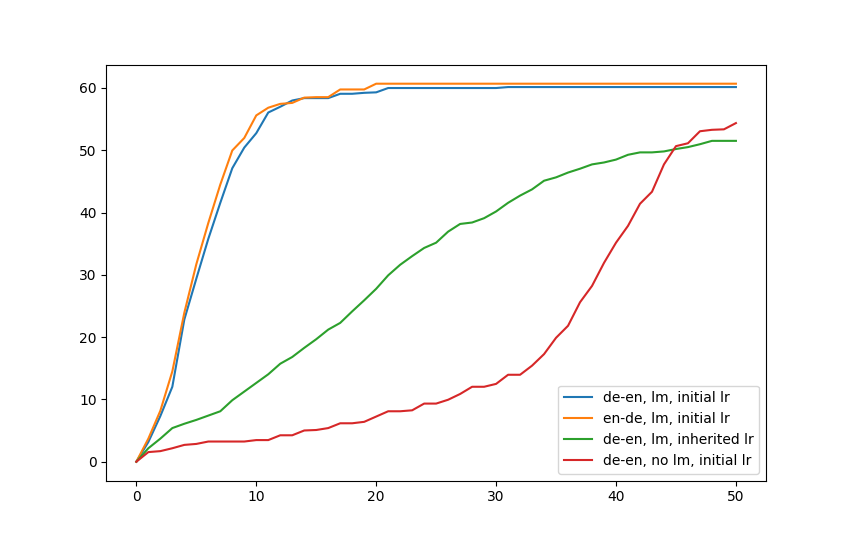 60
50
40
30
20
10
0
0 10 20 30 40 50
de-en, lm, initial lr
en-de, lm, initial lr
de-en, lm, inherited lr
de-en, no lm, initial lr